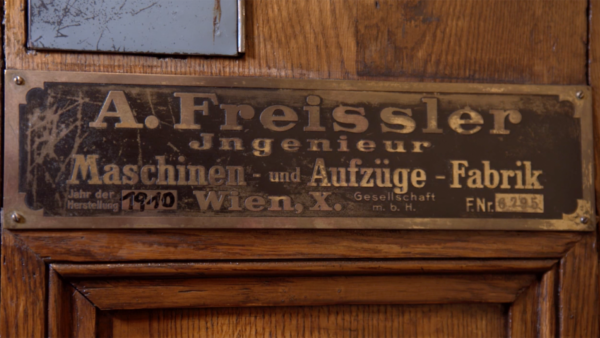 A. Freissler
Jngenieur
Maschinen - und Aufzüge - Fabrik
Jahr der Herstellung 1910 Wien, X. Gesellschaft m. b. H. F. Nr. 6295